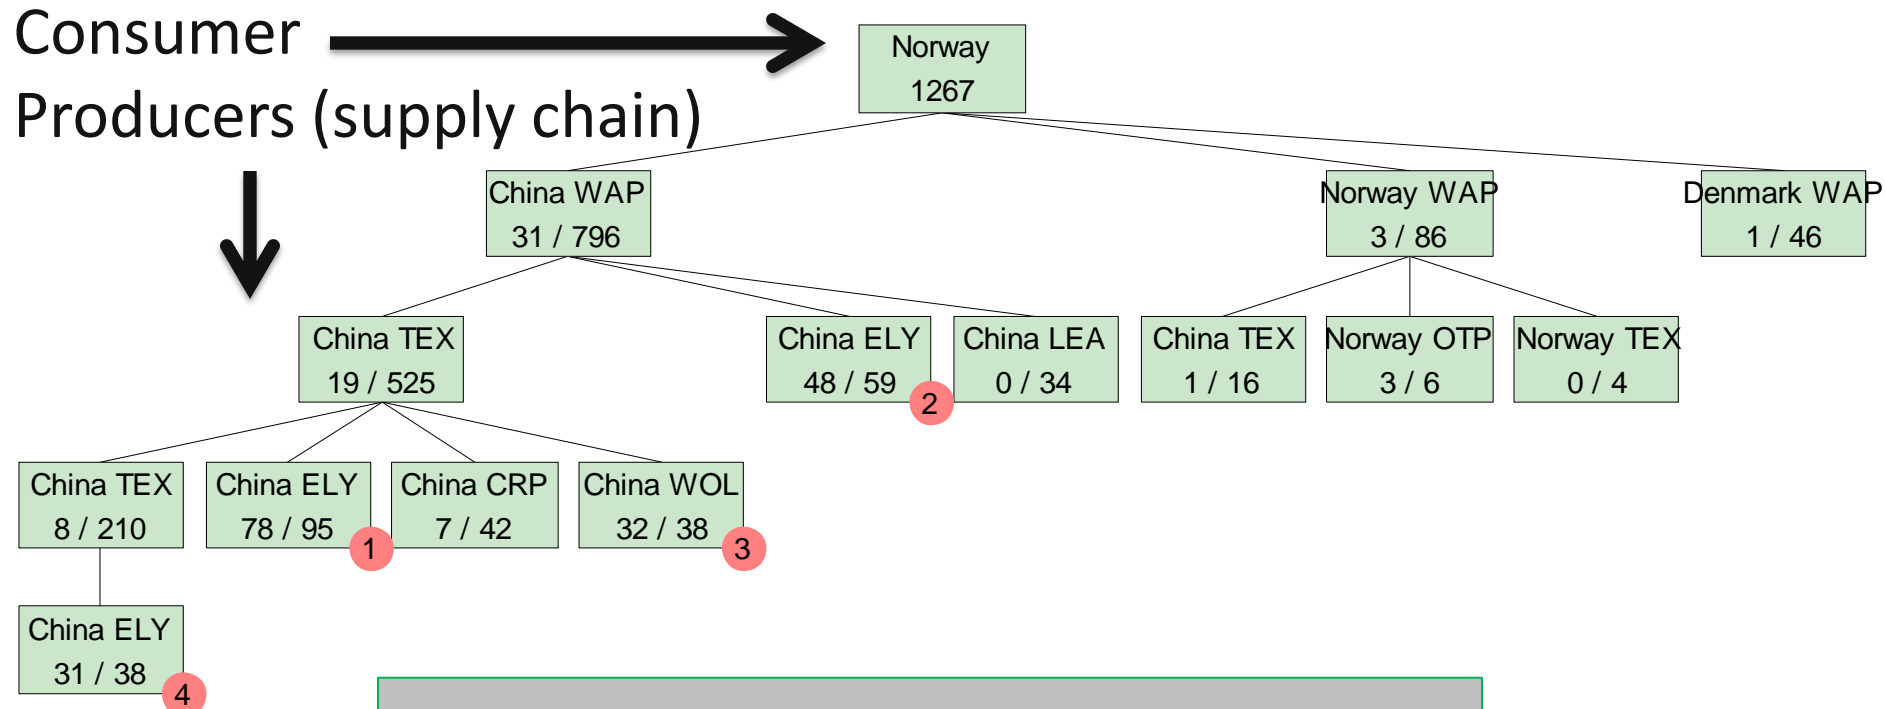 Consumer
Producers (supply chain)
Norway
1267
China WAP
31 / 796
Norway WAP
3 / 86
Denmark WAP
1 / 46
China TEX
19 / 525
China ELY
48 / 59
2
China LEA
0 / 34
China TEX
1 / 16
Norway OTP
3 / 6
Norway TEX
0 / 4
China TEX
8 / 210
China ELY
78 / 95
1
China CRP
7 / 42
China WOL
32 / 38
3
China ELY
31 / 38
4